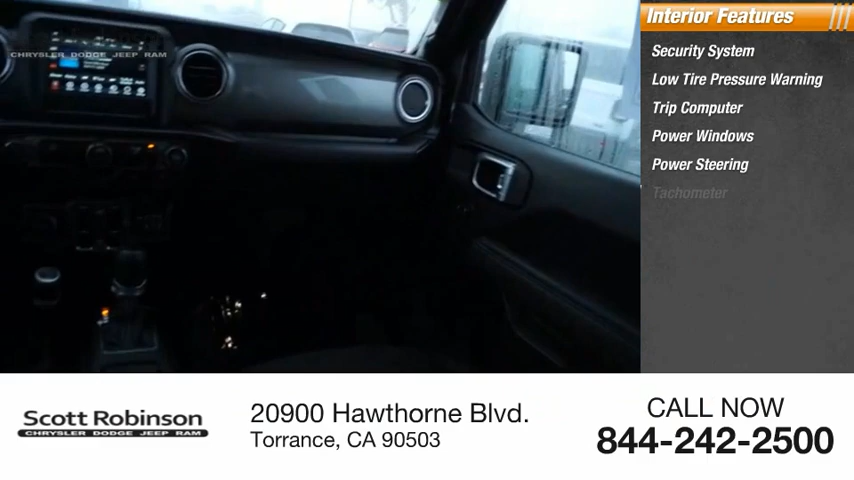 CHRYSLER DODGE JEEP RAM
Interior Features
Security System
Low Tire Pressure Warning
Trip Computer
Power Windows
Power Steering
Tachometer
Scott Robinson
CHRYSLER DODGE JEEP RAM
20900 Hawthorne Blvd.
Torrance, CA 90503
CALL NOW
844-242-2500